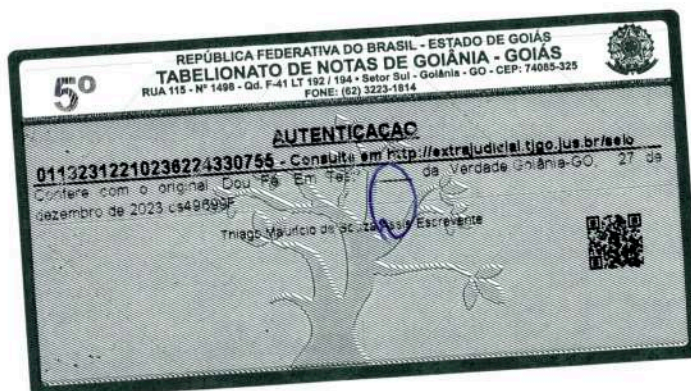 REPÚBLICA FEDERATIVA DO BRASIL - ESTADO DE GOIÁS
5º TABELIONATO DE NOTAS DE GOIÂNIA - GOIÁS
RUA 115 - Nº 1498 - Qd. F-41 LT 192 / 194 • Setor Sul - Goiânia - GO - CEP: 74085-325
FONE: (62) 3223-1814
AUTENTICAÇÃO
01132312210236224330755 - Consulte em http://extrajudicial.tjgo.jus.br/selo
Confere com o original. Dou Fé. Em Test° da Verdade Goiânia-GO, 27 de
dezembro de 2023 cs49699F
Thiago Mauricio de Souza Assis Escrevente